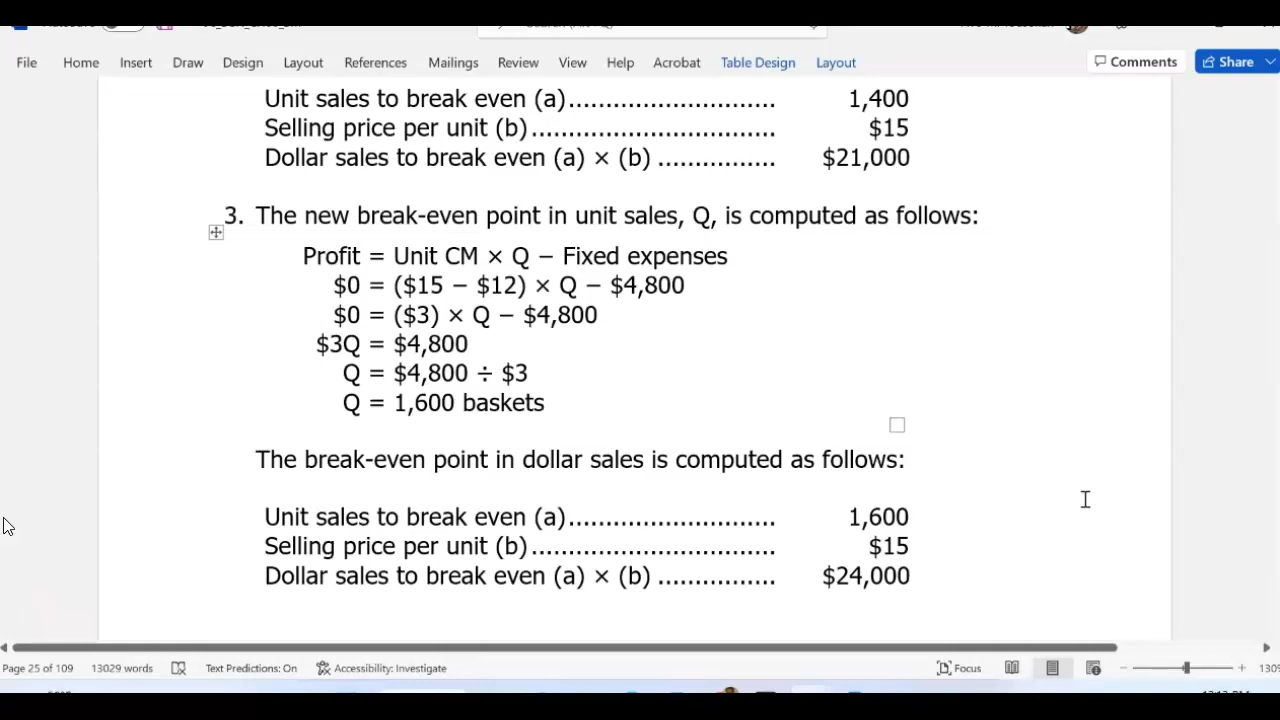 File Home Insert Draw Design Layout References Mailings Review View Help Acrobat Table Design Layout Comments Share
Unit sales to break even (a)............................ 1,400
Selling price per unit (b)................................. $15
Dollar sales to break even (a) × (b) ................ $21,000
3. The new break-even point in unit sales, Q, is computed as follows:
Profit = Unit CM × Q − Fixed expenses
$0 = ($15 − $12) × Q − $4,800
$0 = ($3) × Q − $4,800
$3Q = $4,800
Q = $4,800 ÷ $3
Q = 1,600 baskets
The break-even point in dollar sales is computed as follows:
Unit sales to break even (a)............................ 1,600
Selling price per unit (b)................................. $15
Dollar sales to break even (a) × (b) ................ $24,000
Page 25 of 109 13029 words Text Predictions: On Accessibility: Investigate Focus